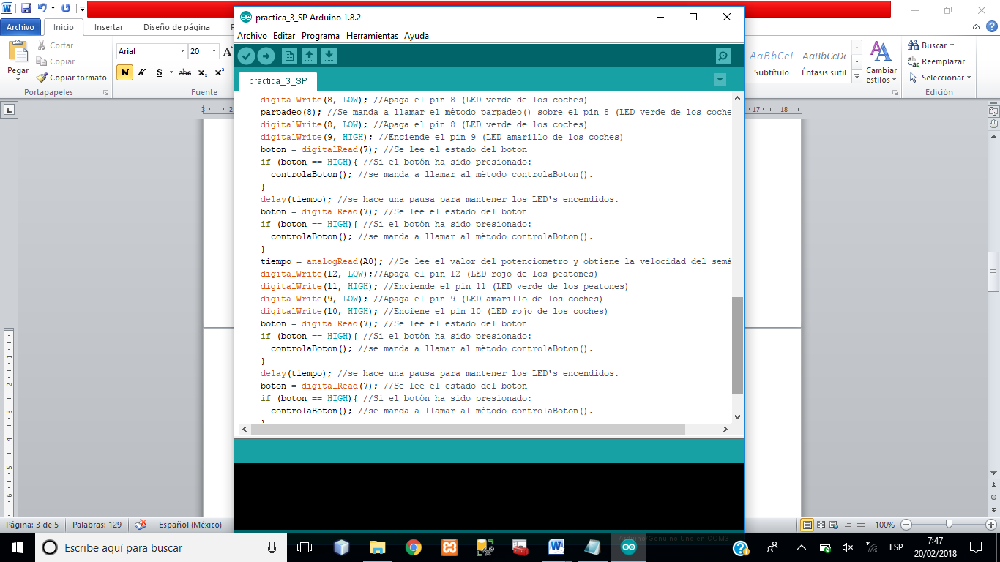 practica_3_SP Arduino 1.8.2
Archivo Inicio Insertar Diseño de página
Archivo Editar Programa Herramientas Ayuda
Pegar
Cortar
Copiar
Copiar formato
Portapapeles
Arial 20
N K S abc x₂ x²
Fuente
AaBbCcL AaBbCcDc
Subtítulo Énfasis sutil
Cambiar estilos
Buscar
Reemplazar
Seleccionar
Edición
practica_3_SP
3 2 17 18
digitalWrite(8, LOW); //Apaga el pin 8 (LED verde de los coches)
parpadeo(8); //Se manda a llamar el método parpadeo() sobre el pin 8 (LED verde de los coche
digitalWrite(8, LOW); //Apaga el pin 8 (LED verde de los coches)
digitalWrite(9, HIGH); //Enciende el pin 9 (LED amarillo de los coches)
boton = digitalRead(7); //Se lee el estado del boton
if (boton == HIGH){ //Si el botón ha sido presionado:
controlaBoton(); //se manda a llamar al método controlaBoton().
}
delay(tiempo); //se hace una pausa para mantener los LED's encendidos.
boton = digitalRead(7); //Se lee el estado del boton
if (boton == HIGH){ //Si el botón ha sido presionado:
controlaBoton(); //se manda a llamar al método controlaBoton().
}
tiempo = analogRead(A0); //Se lee el valor del potenciometro y obtiene la velocidad del semá
digitalWrite(12, LOW);//Apaga el pin 12 (LED rojo de los peatones)
digitalWrite(11, HIGH); //Enciende el pin 11 (LED verde de los peatones)
digitalWrite(9, LOW); //Apaga el pin 9 (LED amarillo de los coches)
digitalWrite(10, HIGH); //Enciene el pin 10 (LED rojo de los coches)
boton = digitalRead(7); //Se lee el estado del boton
if (boton == HIGH){ //Si el botón ha sido presionado:
controlaBoton(); //se manda a llamar al método controlaBoton().
}
delay(tiempo); //se hace una pausa para mantener los LED's encendidos.
boton = digitalRead(7); //Se lee el estado del boton
if (boton == HIGH){ //Si el botón ha sido presionado:
controlaBoton(); //se manda a llamar al método controlaBoton().
}
1 2 3 4 5 6
Página: 3 de 5 Palabras: 129 Español (México) 100%
Arduino/Genuino Uno en COM3
Escribe aquí para buscar
ESP
7:47
20/02/2018